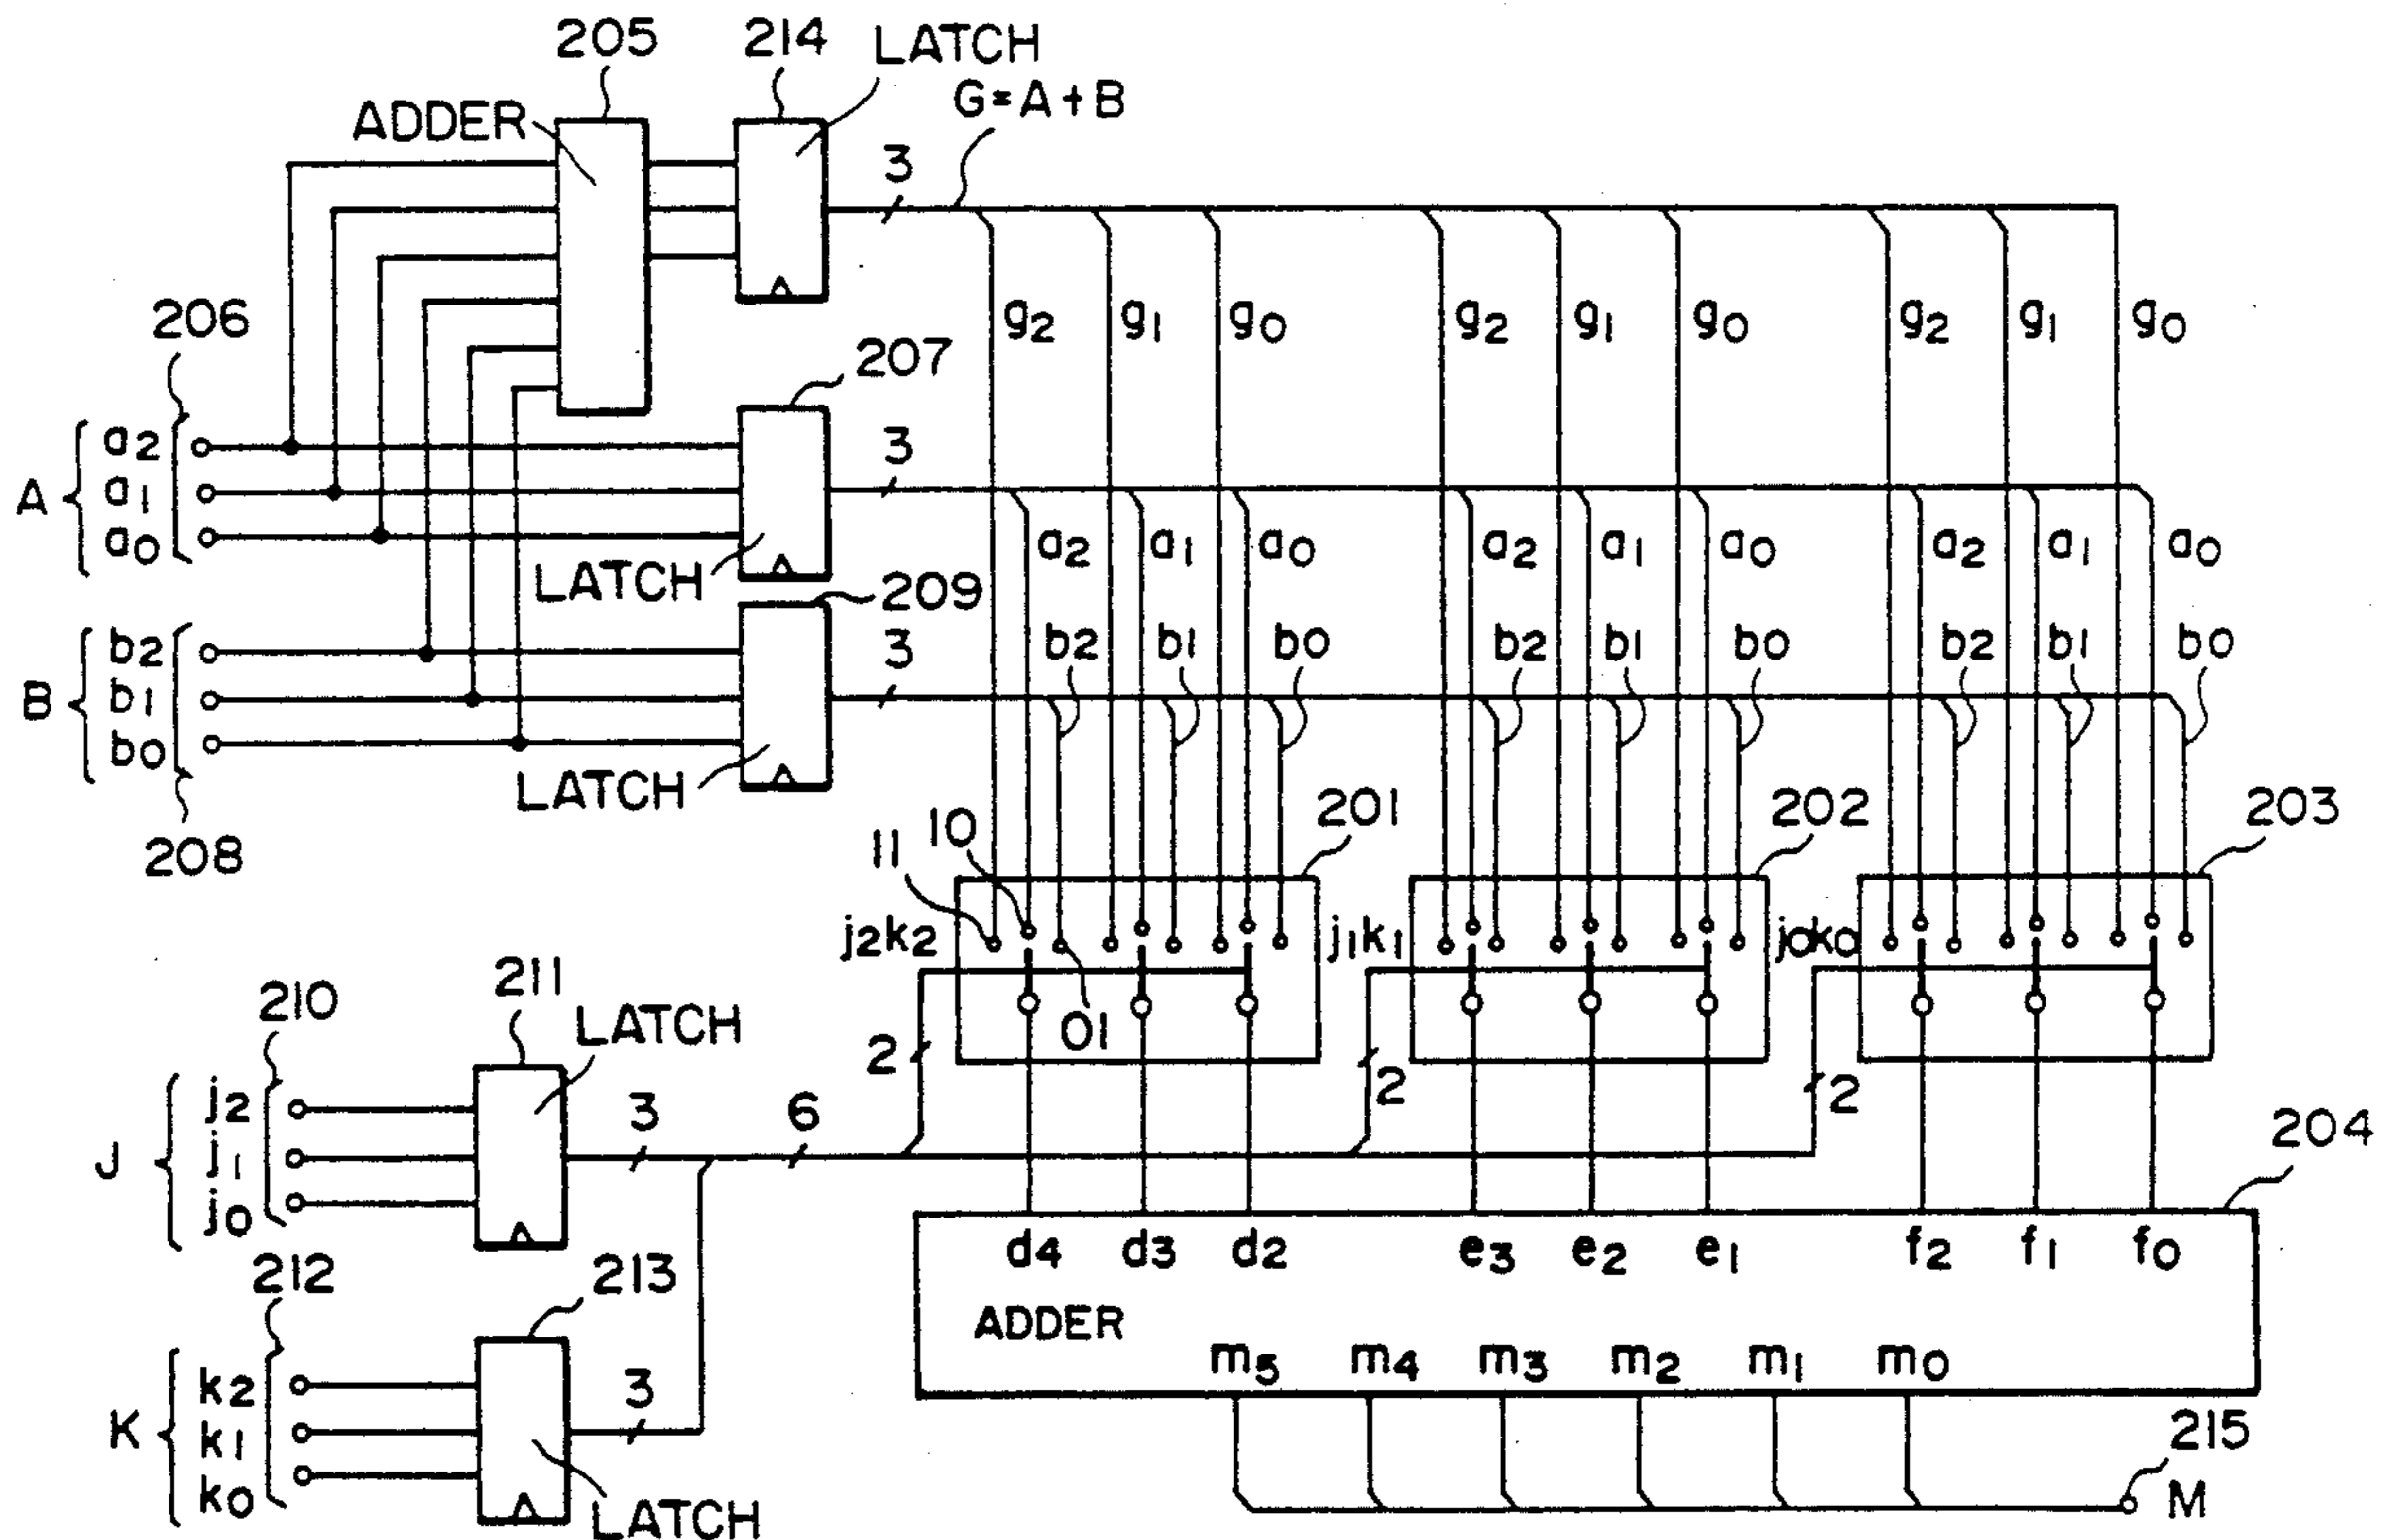 205 214 LATCH
ADDER G=A+B
3
206
g2 g1 g0 g2 g1 g0 g2 g1 g0
207
A a2 3
a1
a0 a2 a1 a0 a2 a1 a0 a2 a1 a0
LATCH 209
B b2 3 b2 b1 b0 b2 b1 b0 b2 b1 b0
b1
b0
LATCH
208 11 10 201 202 203
j2k2 j1k1 j0k0
211 01
210 LATCH 2 2 2
J j2 3 6
j1
j0
204
d4 d3 d2 e3 e2 e1 f2 f1 f0
212 213
ADDER
m5 m4 m3 m2 m1 m0
K k2 3
k1
k0
LATCH
215
M